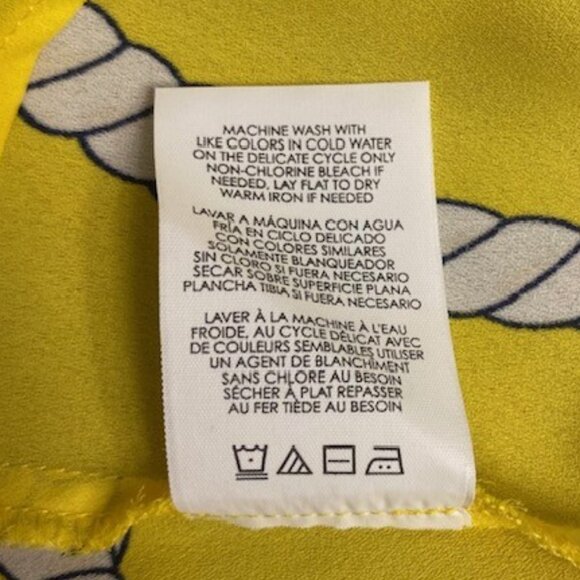 MACHINE WASH WITH
LIKE COLORS IN COLD WATER
ON THE DELICATE CYCLE ONLY
NON-CHLORINE BLEACH IF
NEEDED, LAY FLAT TO DRY
WARM IRON IF NEEDED
LAVAR A MÁQUINA CON AGUA
FRÍA EN CICLO DELICADO
CON COLORES SIMILARES
SOLAMENTE BLANQUEADOR
SIN CLORO SI FUERA NECESARIO
SECAR SOBRE SUPERFICIE PLANA
PLANCHA TIBIA SI FUERA NECESARIO
LAVER À LA MACHINE À L'EAU
FROIDE, AU CYCLE DÉLICAT AVEC
DE COULEURS SEMBLABLES UTILISER
UN AGENT DE BLANCHIMENT
SANS CHLORE AU BESOIN
SÉCHER À PLAT REPASSER
AU FER TIÈDE AU BESOIN